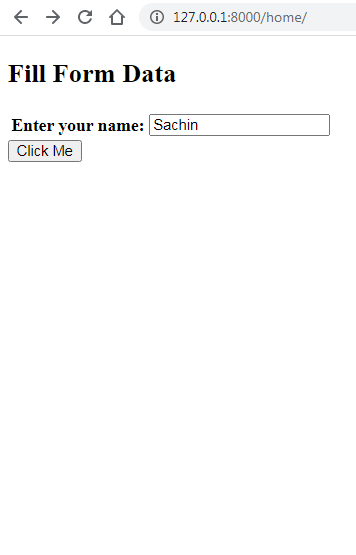 127.0.0.1:8000/home/
Fill Form Data
Enter your name: Sachin
Click Me